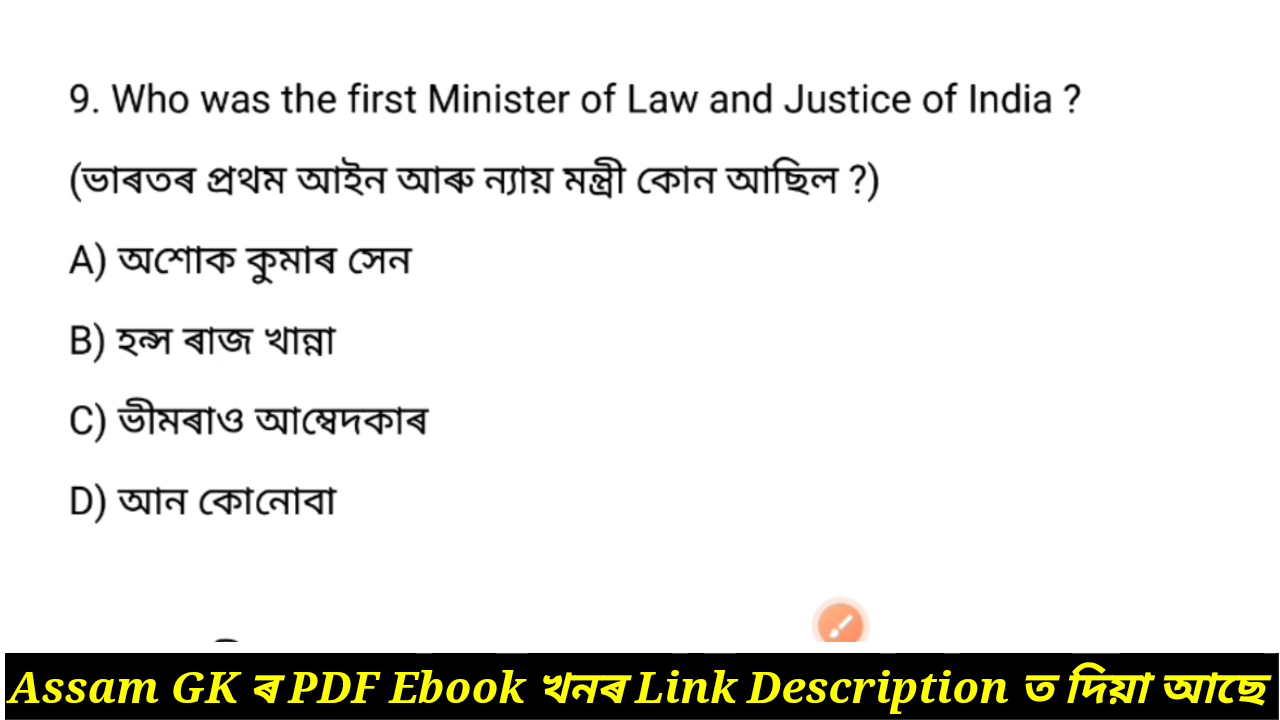 9. Who was the first Minister of Law and Justice of India ?
(ভাৰতৰ প্ৰথম আইন আৰু ন্যায় মন্ত্ৰী কোন আছিল ?)
A) অশোক কুমাৰ সেন
B) হন্স ৰাজ খান্না
C) ভীমৰাও আম্বেদকাৰ
D) আন কোনোবা
Assam GK ৰ PDF Ebook খনৰ Link Description ত দিয়া আছে